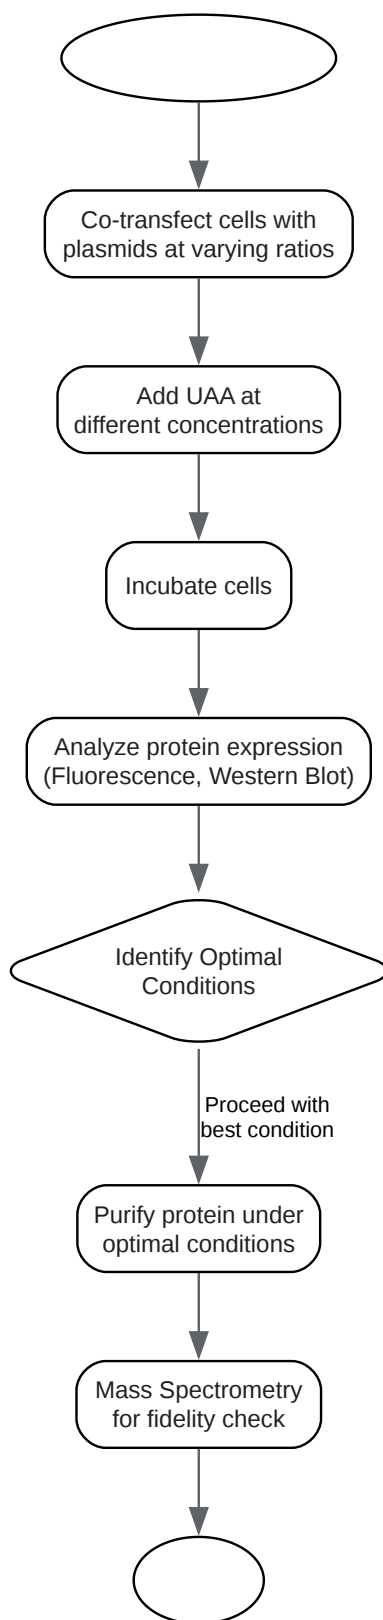 Co-transfect cells with
plasmids at varying ratios
Add UAA at
different concentrations
Incubate cells
Analyze protein expression
(Fluorescence, Western Blot)
Identify Optimal
Conditions
Proceed with
best condition
Purify protein under
optimal conditions
Mass Spectrometry
for fidelity check